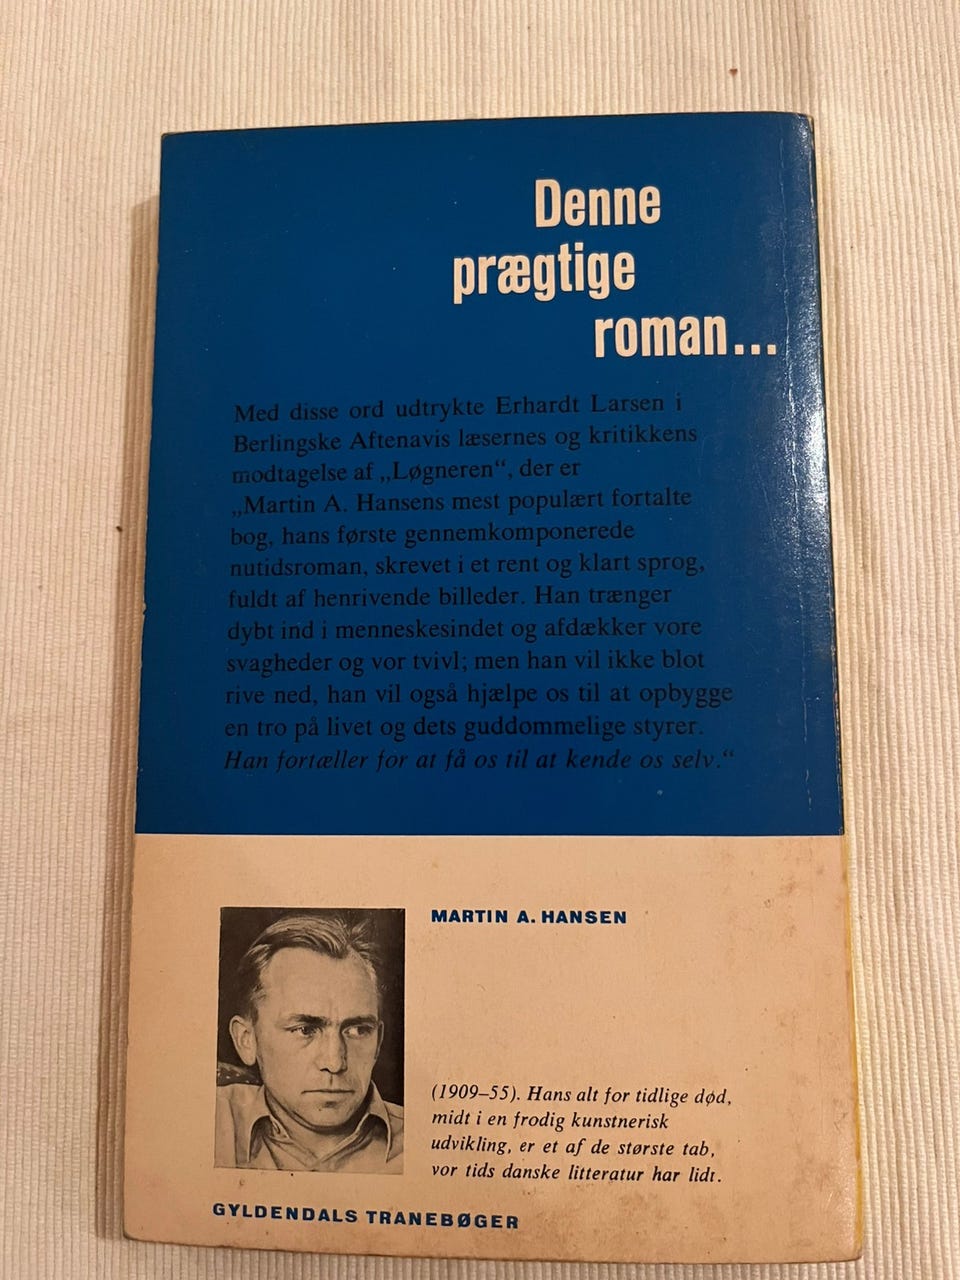 Denne
prægtige
roman...
Med disse ord udtrykte Erhardt Larsen i
Berlingske Aftenavis læsernes og kritikkens
modtagelse af „Løgneren“, der er
„Martin A. Hansens mest populært fortalte
bog, hans første gennemkomponerede
nutidsroman, skrevet i et rent og klart sprog,
fuldt af henrivende billeder. Han trænger
dybt ind i menneskesindet og afdækker vore
svagheder og vor tvivl; men han vil ikke blot
rive ned, han vil også hjælpe os til at opbygge
en tro på livet og dets guddommelige styrer.
Han fortæller for at få os til at kende os selv.“
MARTIN A. HANSEN
(1909–55). Hans alt for tidlige død,
midt i en frodig kunstnerisk
udvikling, er et af de største tab,
vor tids danske litteratur har lidt.
GYLDENDALS TRANEBØGER